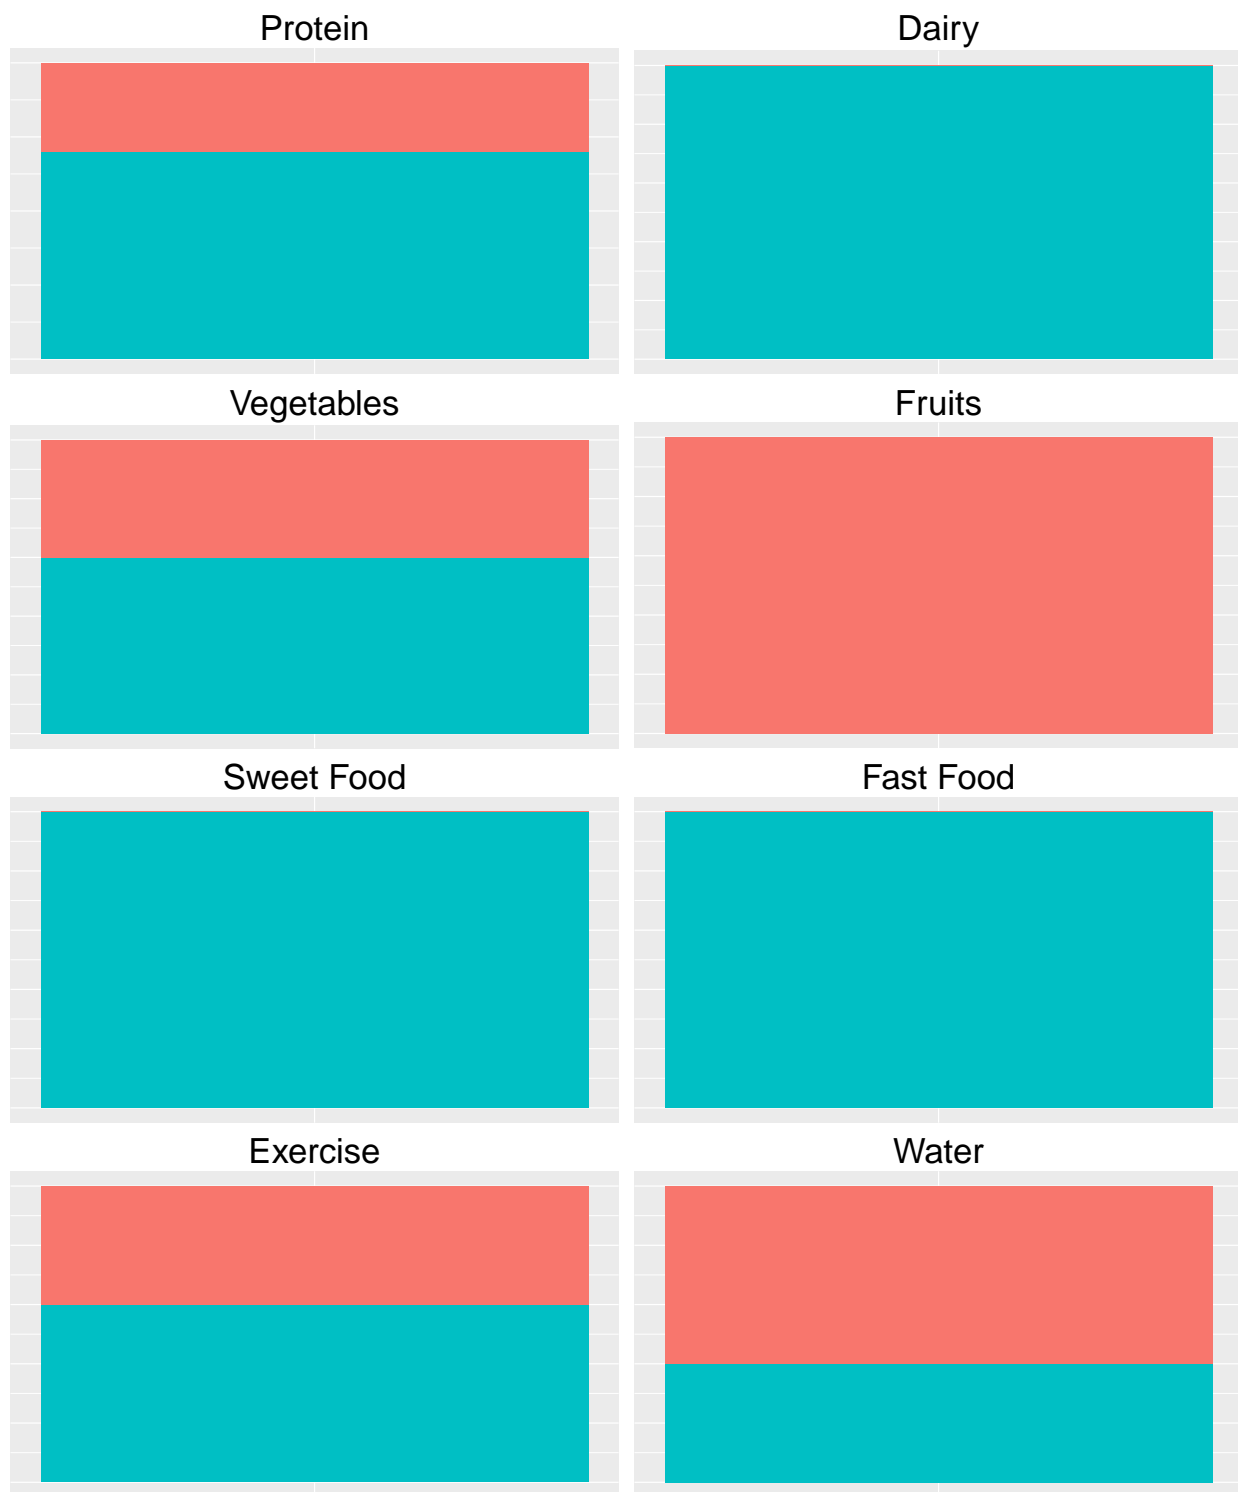 Protein
Dairy
Vegetables
Fruits
Sweet Food
Fast Food
Exercise
Water